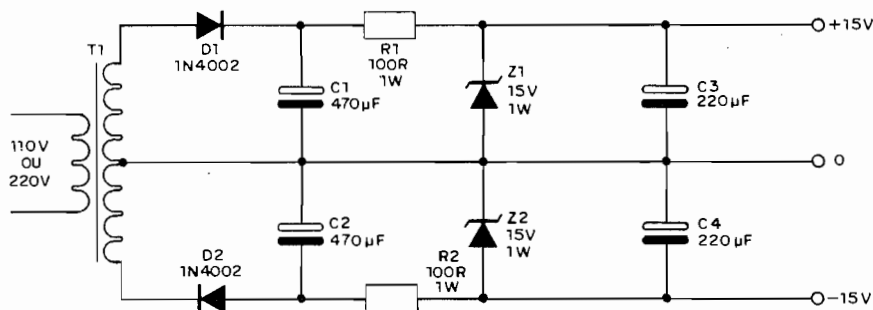 T1
110V
OU
220V
D1
1N4002
C1
470µF
R1
100R
1W
Z1
15V
1W
C3
220µF
+15V
0
C2
470µF
D2
1N4002
R2
100R
1W
Z2
15V
1W
C4
220µF
-15V